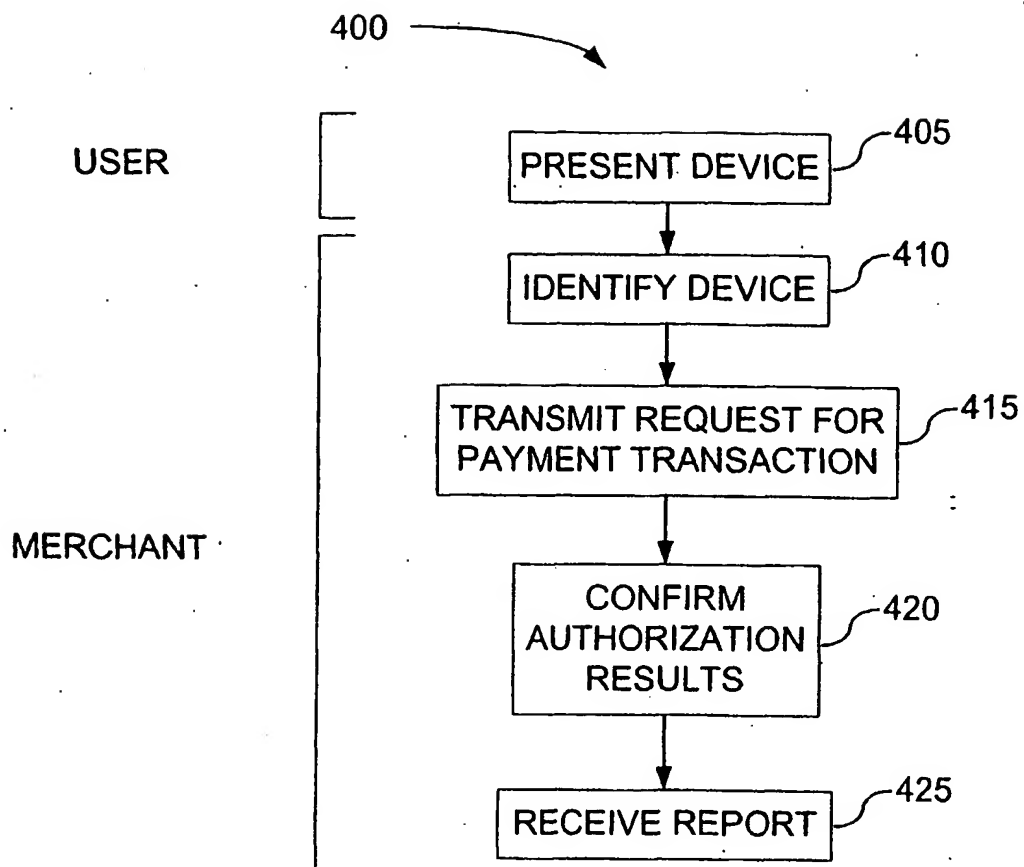 400
USER
PRESENT DEVICE
405
IDENTIFY DEVICE
410
TRANSMIT REQUEST FOR
PAYMENT TRANSACTION
415
MERCHANT
CONFIRM
AUTHORIZATION
RESULTS
420
RECEIVE REPORT
425